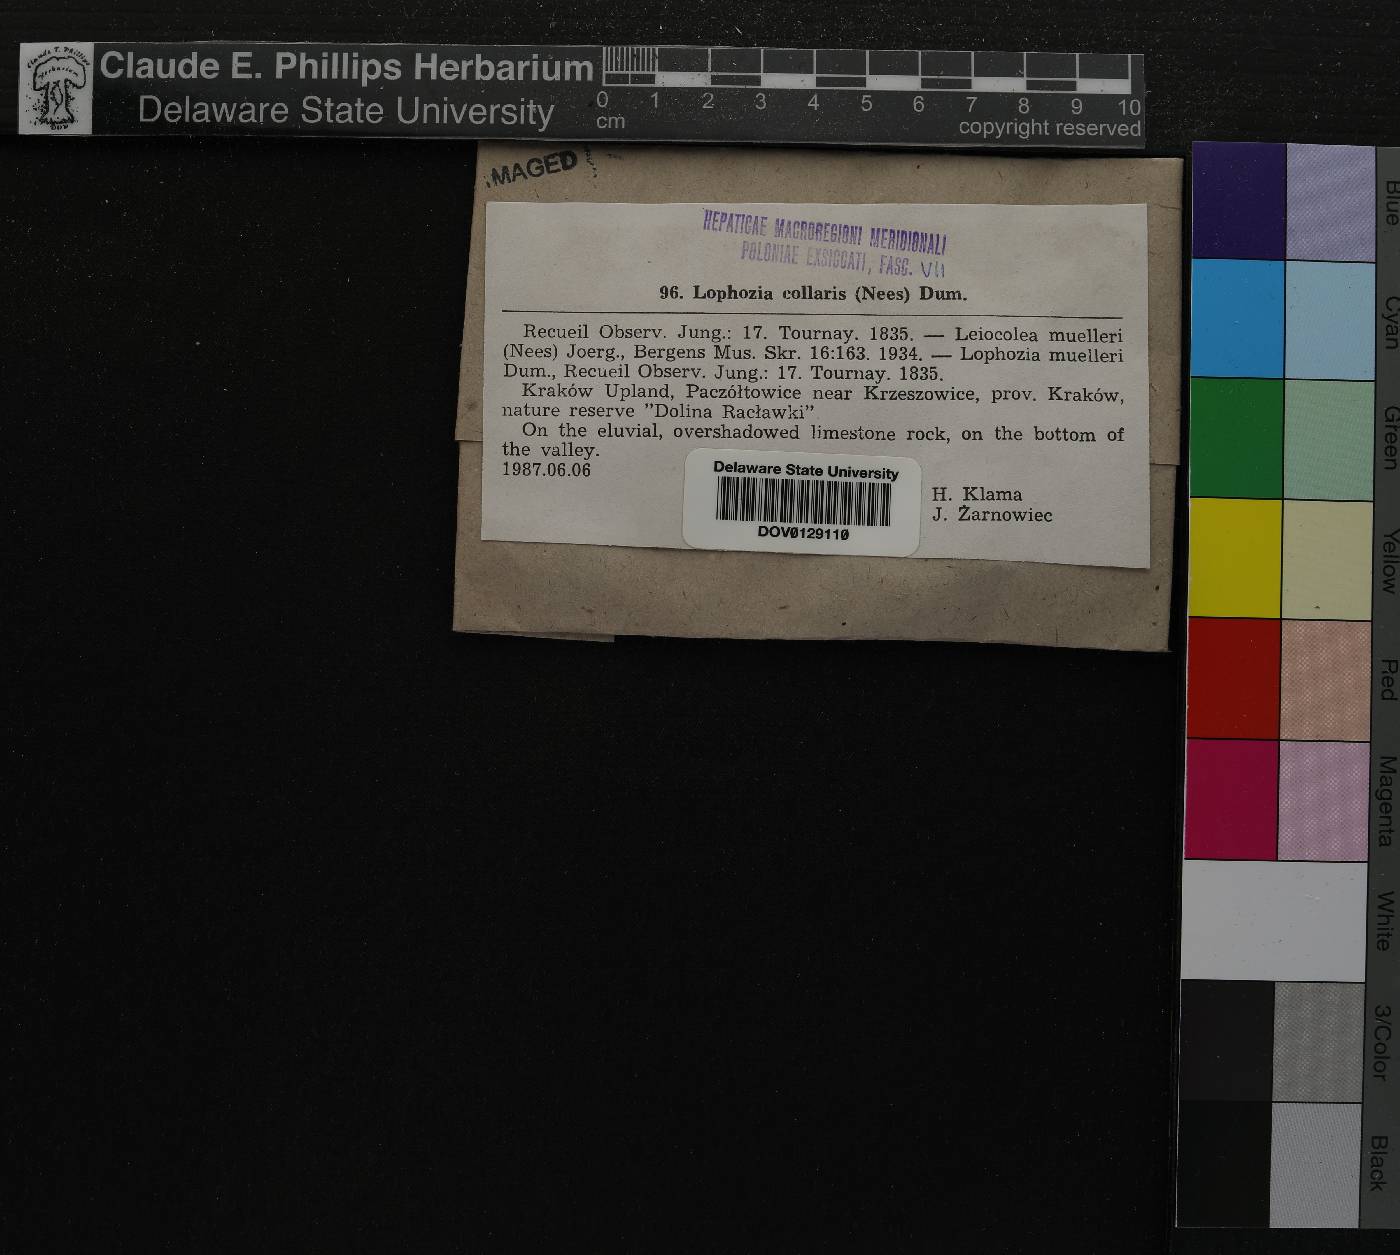 Claude E. Phillips Herbarium
Delaware State University
0 1 2 3 4 5 6 7 8 9 10
cm
copyright reserved
IMAGED
HEPATICAE MACROREGIONI MERIDIONALI
POLONIAE EXSICCATI, FASC. VII
96. Lophozia collaris (Nees) Dum.
Recueil Observ. Jung.: 17. Tournay. 1835. — Leiocolea muelleri
(Nees) Joerg., Bergens Mus. Skr. 16:163. 1934. — Lophozia muelleri
Dum., Recueil Observ. Jung.: 17. Tournay. 1835.
Kraków Upland, Paczółtowice near Krzeszowice, prov. Kraków,
nature reserve ”Dolina Racławki”
On the eluvial, overshadowed limestone rock, on the bottom of
the valley.
1987.06.06
H. Klama
J. Żarnowiec
Delaware State University
DOV0129110
Blue
Cyan
Green
Yellow
Red
Magenta
White
3/Color
Black